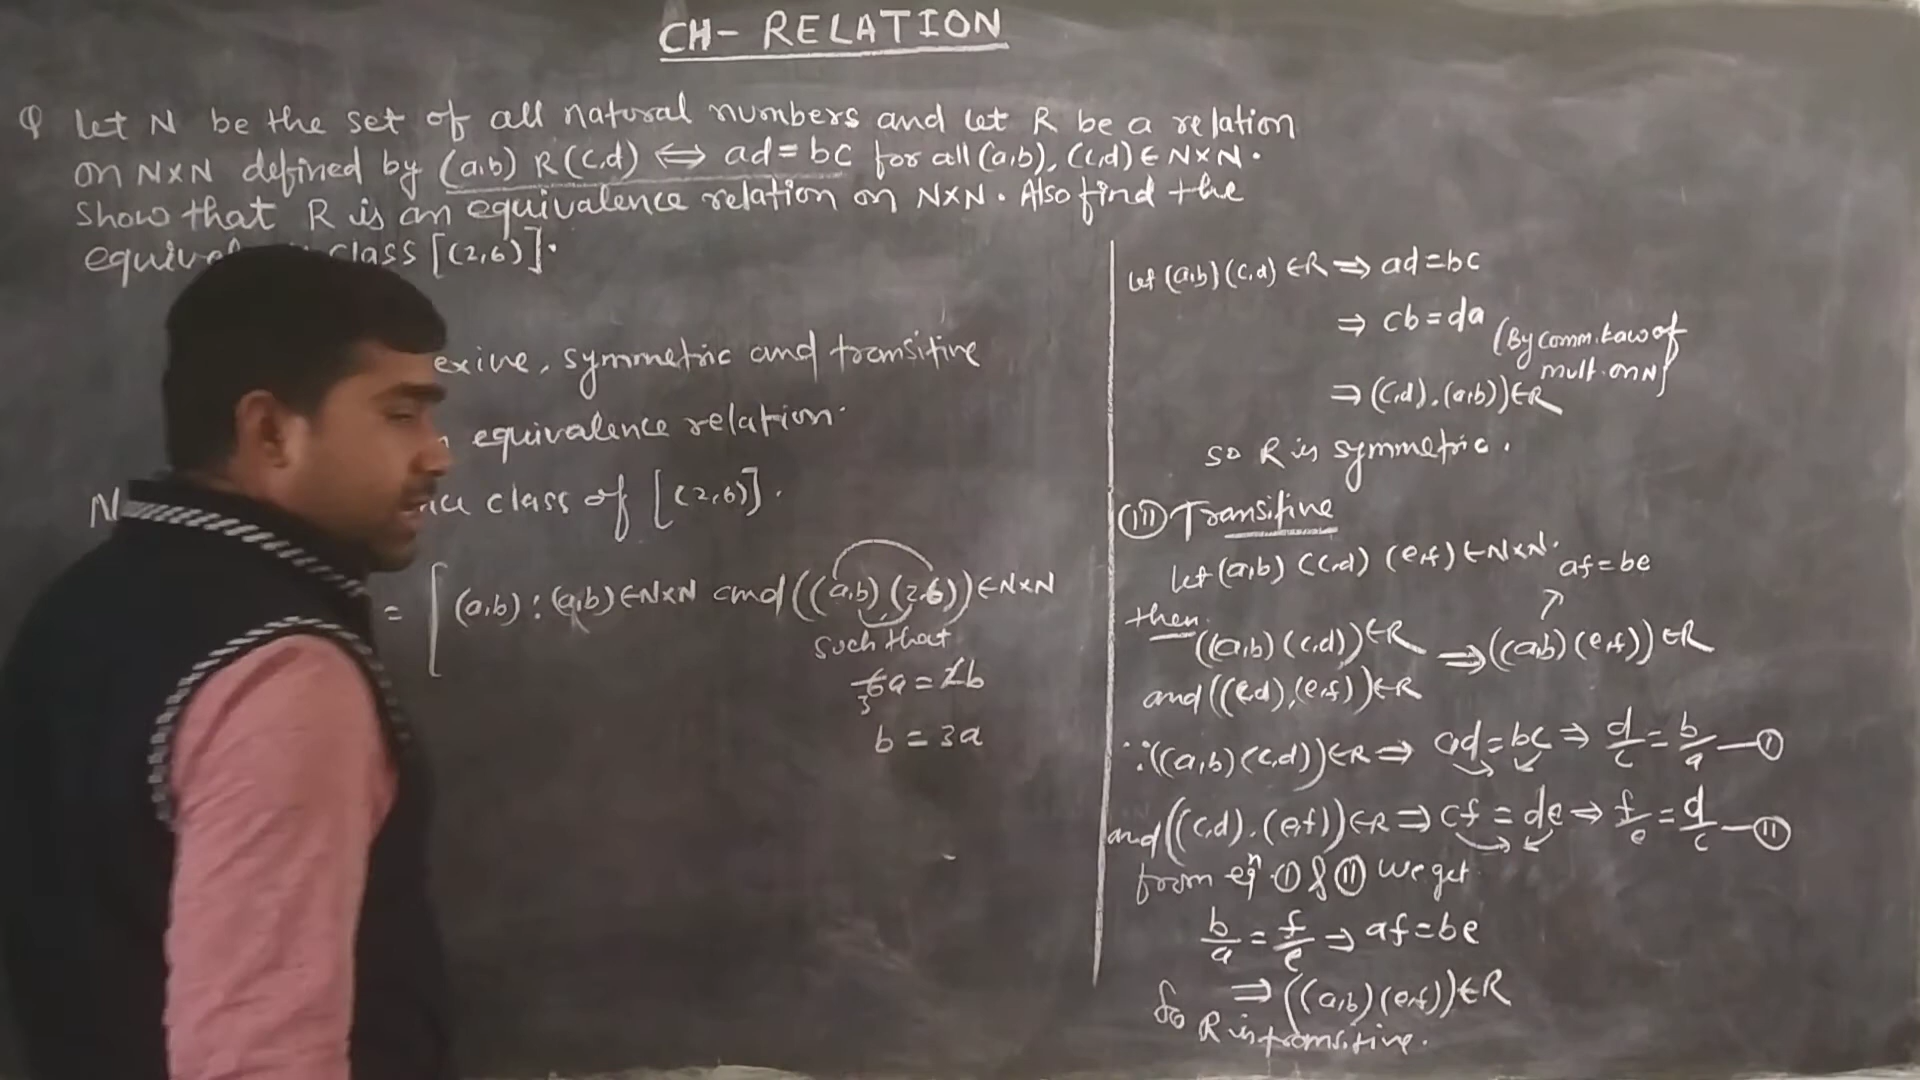 CH- RELATION
Q Let N be the set of all natural numbers and let R be a relation
on N×N defined by (a,b) R (c,d) ⇔ ad = bc for all (a,b), (c,d) ∈ N×N.
Show that R is an equivalence relation on N×N. Also find the
class [(2,6)].
symmetric and transitive
equivalence relation.
class of [(2,6)].
= [(a,b) : (a,b) ∈ N×N and ((a,b) (2,6)) ∈ N×N
such that
6a = 2b
3
b = 3a
Let (a,b) (c,d) ∈ R ⇒ ad = bc
⇒ cb = da (By comm. Law of
mult. on N)
⇒ (c,d), (a,b)) ∈ R
So R is symmetric.
(III) Transitive
Let (a,b) (c,d) (e,f) ∈ N×N.
af = be
then
((a,b) (c,d)) ∈ R ⇒ ((a,b) (e,f)) ∈ R
and ((c,d), (e,f)) ∈ R
∵ ((a,b) (c,d)) ∈ R ⇒ ad = bc ⇒ d/c = b/a — (I)
and ((c,d), (e,f)) ∈ R ⇒ cf = de ⇒ f/e = d/c — (II)
from eqn (I) & (II) we get
b/a = f/e ⇒ af = be
⇒ ((a,b) (e,f)) ∈ R
So R is transitive.